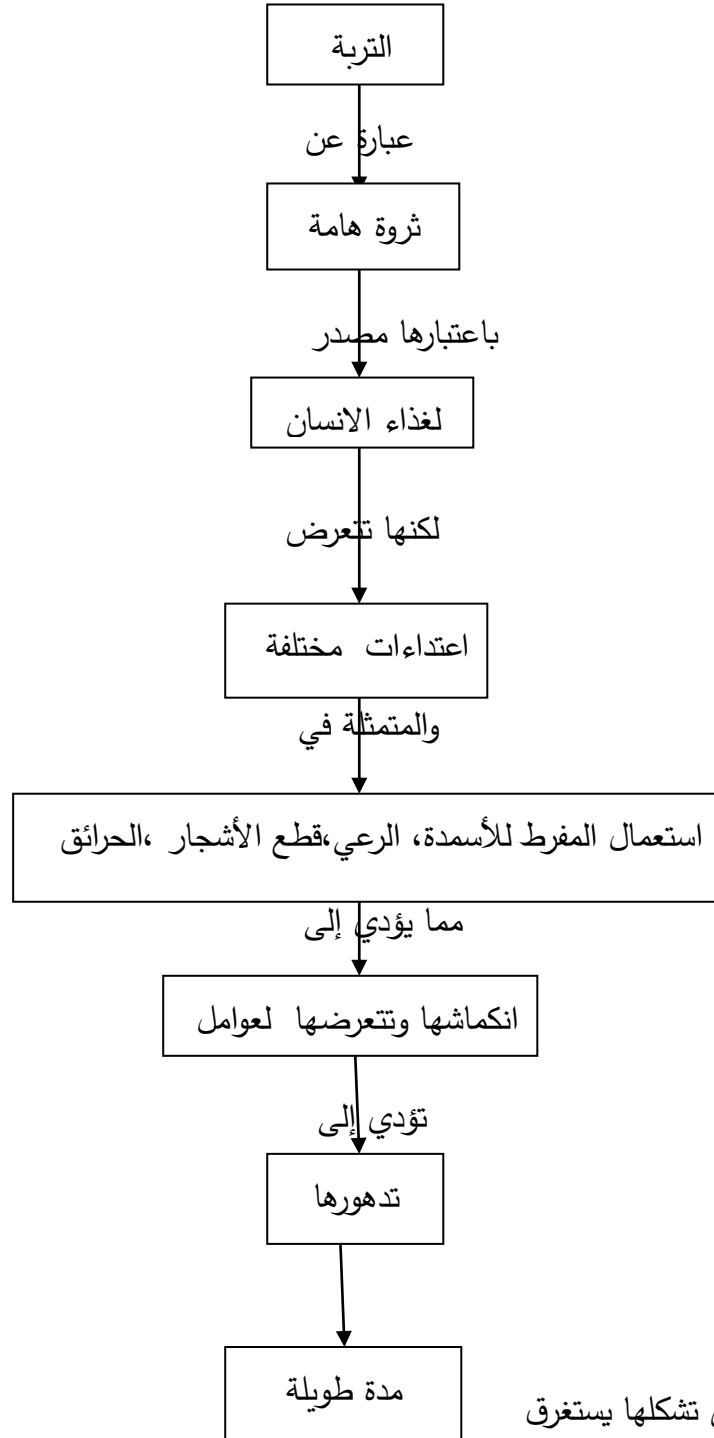 التربة
عبارة عن
ثروة هامة
باعتبارها مصدر
لغذاء الانسان
لكنها تتعرض
اعتداءات مختلفة
والمتمثلة في
استعمال المفرط للأسمدة، الرعي،قطع الأشجار ،الحرائق
مما يؤدي إلى
انكماشها وتتعرضها لعوامل
تؤدي إلى
تدهورها
مدة طويلة
تشكلها يستغرق